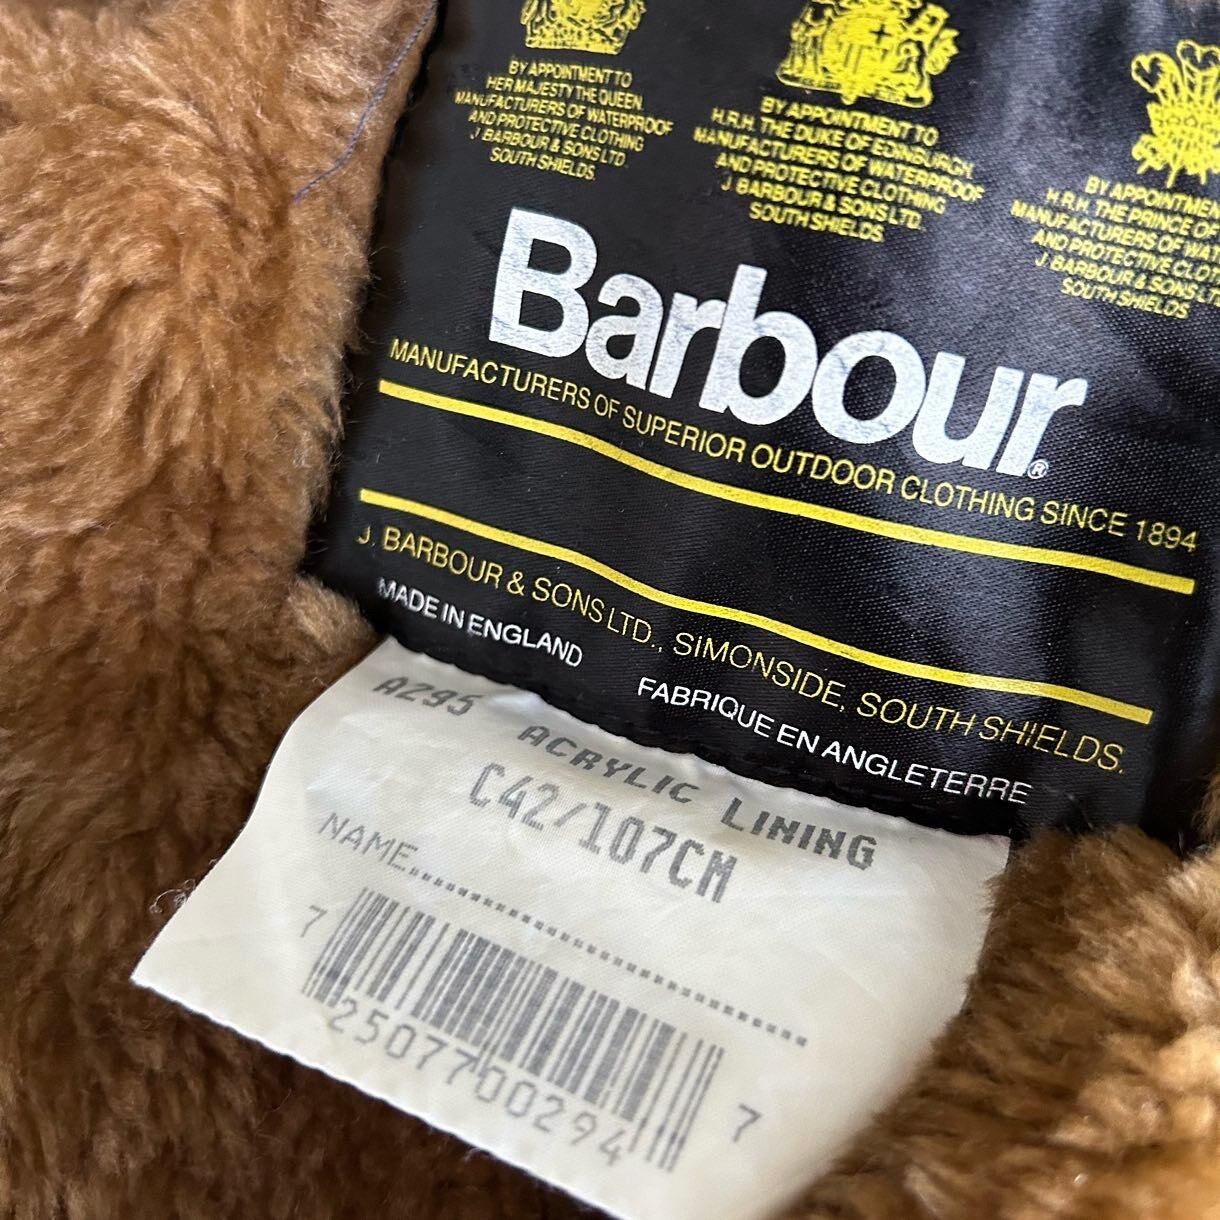 BY APPOINTMENT TO
HER MAJESTY THE QUEEN
MANUFACTURERS OF WATERPROOF
AND PROTECTIVE CLOTHING
J. BARBOUR & SONS LTD.
SOUTH SHIELDS.
BY APPOINTMENT TO
H.R.H. THE DUKE OF EDINBURGH
MANUFACTURERS OF WATERPROOF
AND PROTECTIVE CLOTHING
J. BARBOUR & SONS LTD.
SOUTH SHIELDS.
BY APPOINTMEN
H.R.H. THE PRINCE OF
MANUFACTURERS OF WAT
AND PROTECTIVE CLOT
J. BARBOUR & SONS LTD
SOUTH SHIELDS.
Barbour®
MANUFACTURERS OF SUPERIOR OUTDOOR CLOTHING SINCE 1894
J. BARBOUR & SONS LTD., SIMONSIDE, SOUTH SHIELDS.
MADE IN ENGLAND FABRIQUE EN ANGLETERRE
AZ95 ACRYLIC LINING
C42/107CM
NAME
7 25077 00294 7